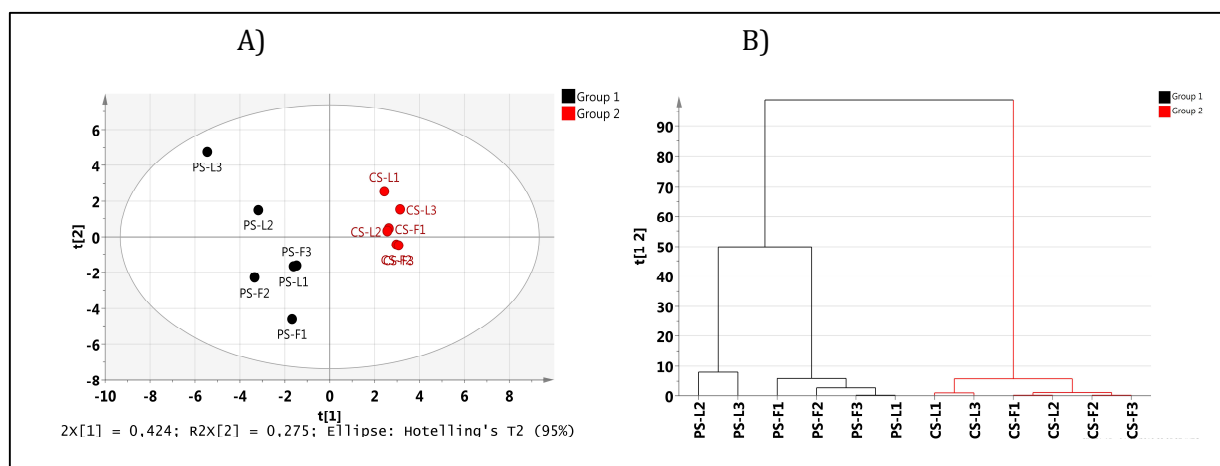 A)
B)
Group 1
Group 2
6
4
2
0
-2
-4
-6
-8
t[2]
PS-L3
PS-L2
PS-F3
PS-L1
PS-F2
PS-F1
CS-L1
CS-L3
CS-L2
CS-F1
CS-F3
-10 -8 -6 -4 -2 0 2 4 6 8
t[1]
2X[1] = 0,424; R2X[2] = 0,275; Ellipse: Hotelling's T2 (95%)
Group 1
Group 2
90
80
70
60
50
40
30
20
10
0
t[1 2]
PS-L2 PS-L3 PS-F1 PS-F2 PS-F3 PS-L1 CS-L1 CS-L3 CS-F1 CS-L2 CS-F2 CS-F3